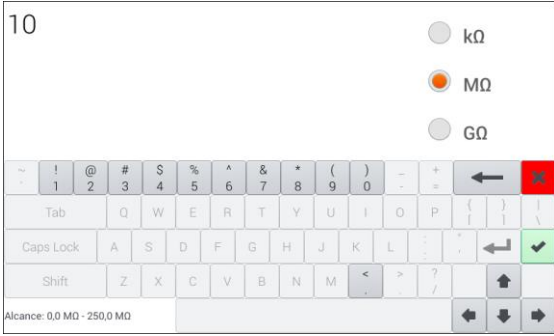 10
kΩ
MΩ
GΩ
~ ! @ # $ % ^ & * ( ) _ +
` 1 2 3 4 5 6 7 8 9 0 - =
Tab Q W E R T Y U I O P { } |
[ ] \
Caps Lock A S D F G H J K L : "
; '
Shift Z X C V B N M < > ?
, . /
Alcance: 0,0 MΩ - 250,0 MΩ